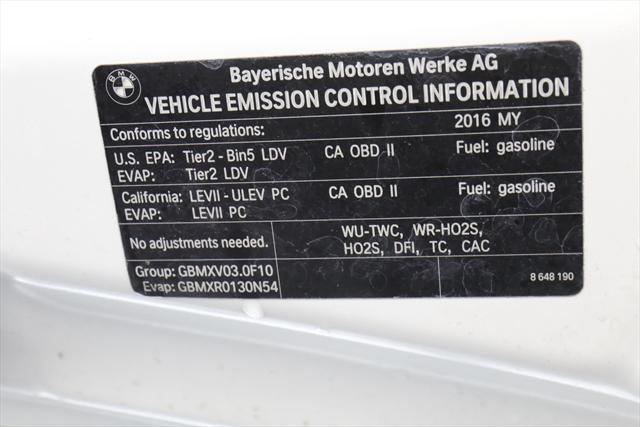 BMW
Bayerische Motoren Werke AG
VEHICLE EMISSION CONTROL INFORMATION
Conforms to regulations: 2016 MY
U.S. EPA: Tier2 - Bin5 LDV CA OBD II Fuel: gasoline
EVAP: Tier2 LDV
California: LEVII - ULEV PC CA OBD II Fuel: gasoline
EVAP: LEVII PC
No adjustments needed.
WU-TWC, WR-HO2S,
HO2S, DFI, TC, CAC
Group: GBMXV03.0F10
Evap: GBMXR0130N54
8 648 190